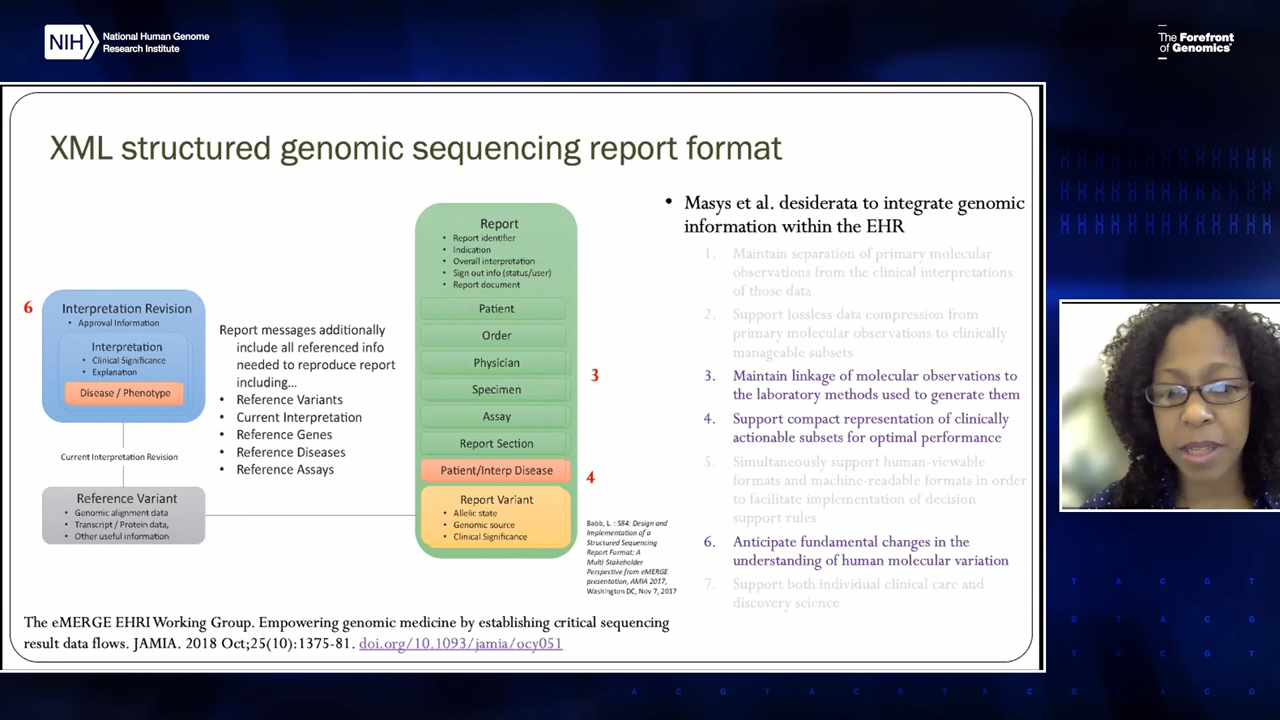 NIH
National Human Genome
Research Institute
The Forefront
of Genomics®
XML structured genomic sequencing report format
6
Interpretation Revision
• Approval Information
Interpretation
• Clinical Significance
• Explanation
Disease / Phenotype
Current Interpretation Revision
Reference Variant
• Genomic alignment data
• Transcript / Protein data,
• Other useful information
Report messages additionally
include all referenced info
needed to reproduce report
including...
• Reference Variants
• Current Interpretation
• Reference Genes
• Reference Diseases
• Reference Assays
Report
• Report identifier
• Indication
• Overall interpretation
• Sign out info (status/user)
• Report document
Patient
Order
Physician
Specimen
Assay
Report Section
Patient/Interp Disease
Report Variant
• Allelic state
• Genomic source
• Clinical Significance
3
4
Babb, L. : S84: Design and
Implementation of a
Structured Sequencing
Report Format: A
Multi-Stakeholder
Perspective from eMERGE
presentation, AMIA 2017,
Washington DC, Nov 7, 2017
• Masys et al. desiderata to integrate genomic
information within the EHR
1. Maintain separation of primary molecular
observations from the clinical interpretations
of those data
2. Support lossless data compression from
primary molecular observations to clinically
manageable subsets
3. Maintain linkage of molecular observations to
the laboratory methods used to generate them
4. Support compact representation of clinically
actionable subsets for optimal performance
5. Simultaneously support human-viewable
formats and machine-readable formats in order
to facilitate implementation of decision
support rules
6. Anticipate fundamental changes in the
understanding of human molecular variation
7. Support both individual clinical care and
discovery science
The eMERGE EHRI Working Group. Empowering genomic medicine by establishing critical sequencing
result data flows. JAMIA. 2018 Oct;25(10):1375-81. doi.org/10.1093/jamia/ocy051